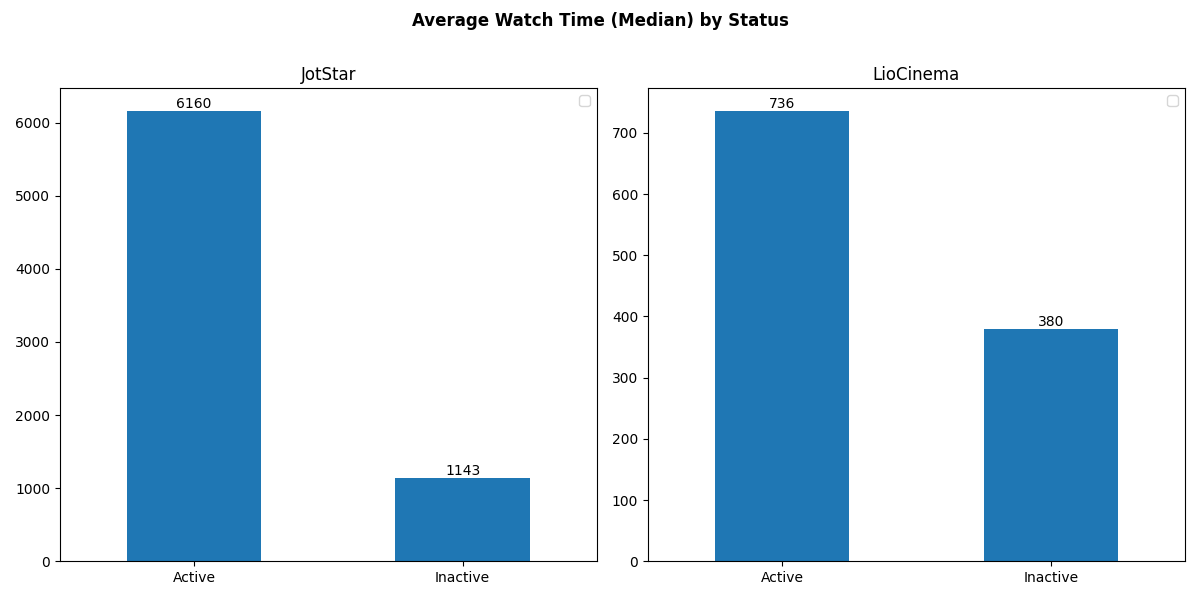 Average Watch Time (Median) by Status
JotStar
6160
1143
6000
5000
4000
3000
2000
1000
0
Active
Inactive
LioCinema
736
380
700
600
500
400
300
200
100
0
Active
Inactive